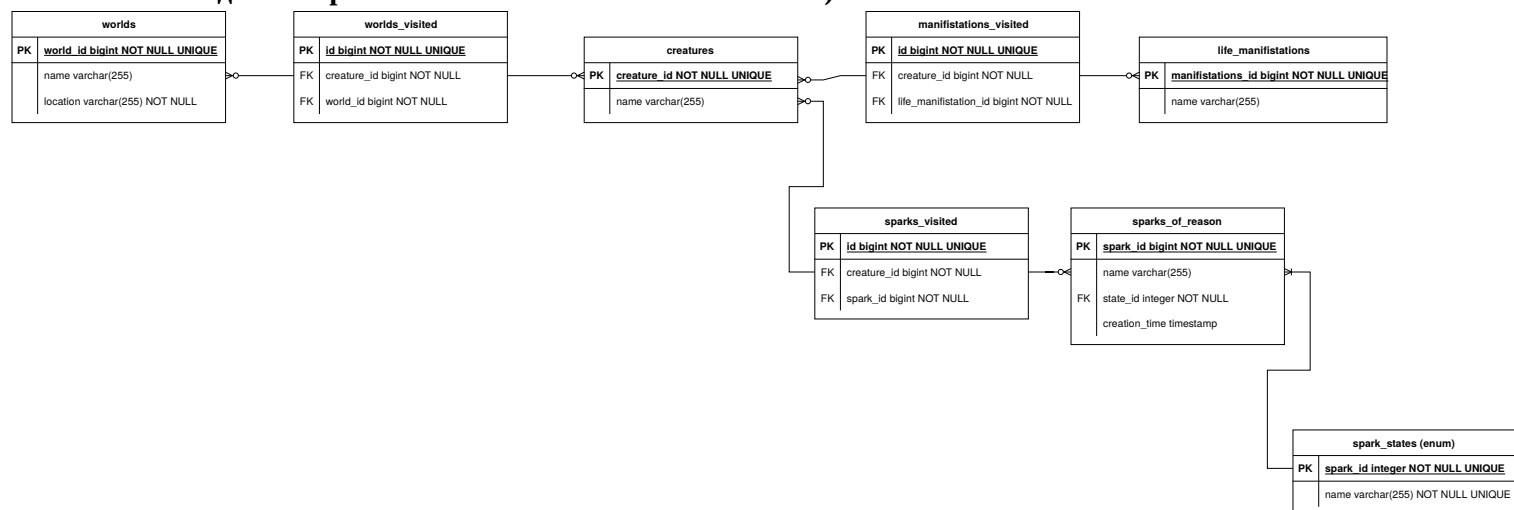 worlds
PK world_id bigint NOT NULL UNIQUE
name varchar(255)
location varchar(255) NOT NULL
worlds_visited
PK id bigint NOT NULL UNIQUE
FK creature_id bigint NOT NULL
FK world_id bigint NOT NULL
creatures
PK creature_id NOT NULL UNIQUE
name varchar(255)
manifistations_visited
PK id bigint NOT NULL UNIQUE
FK creature_id bigint NOT NULL
FK life_manifistation_id bigint NOT NULL
life_manifistations
PK manifistations_id bigint NOT NULL UNIQUE
name varchar(255)
sparks_visited
PK id bigint NOT NULL UNIQUE
FK creature_id bigint NOT NULL
FK spark_id bigint NOT NULL
sparks_of_reason
PK spark_id bigint NOT NULL UNIQUE
name varchar(255)
FK state_id integer NOT NULL
creation_time timestamp
spark_states (enum)
PK spark_id integer NOT NULL UNIQUE
name varchar(255) NOT NULL UNIQUE